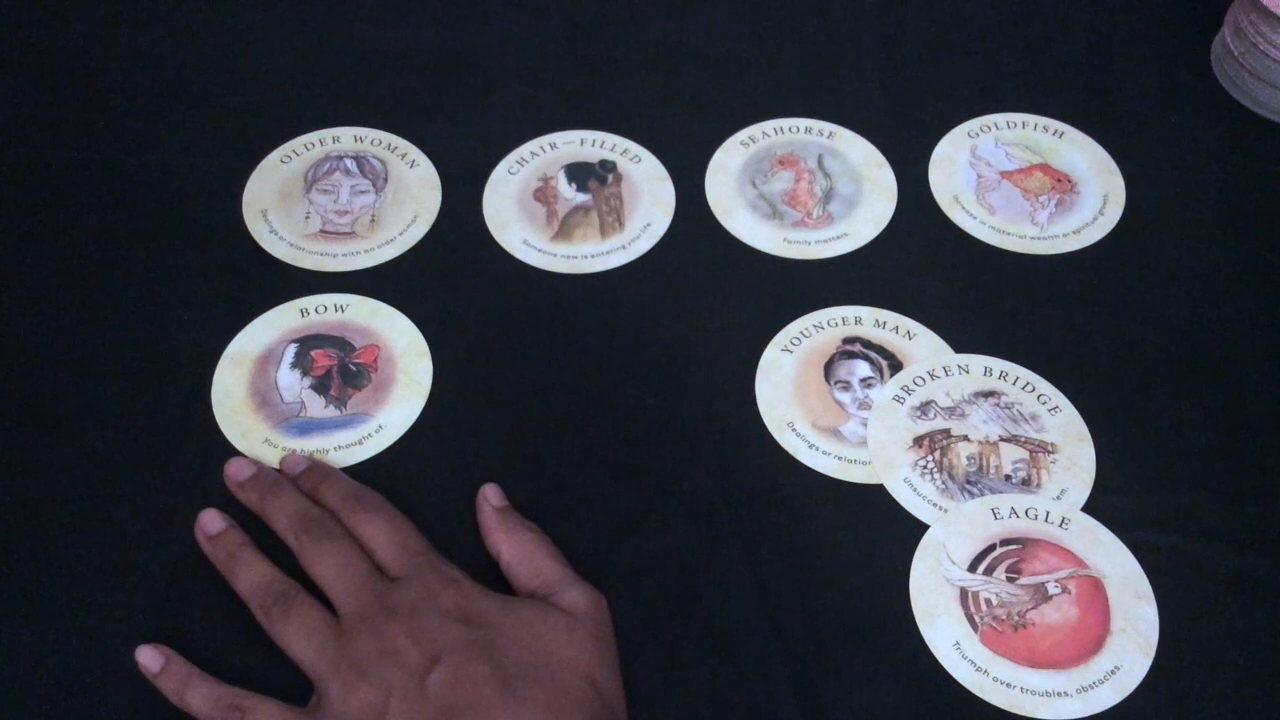 OLDER WOMAN
Dealings or relationship with an older woman.
CHAIR—FILLED
Someone new is entering your life.
SEAHORSE
Family matters.
GOLDFISH
Increase in material wealth or spiritual growth.
BOW
You are highly thought of.
YOUNGER MAN
Dealings or relation
BROKEN BRIDGE
Unsuccess
lem.
EAGLE
Triumph over troubles, obstacles.